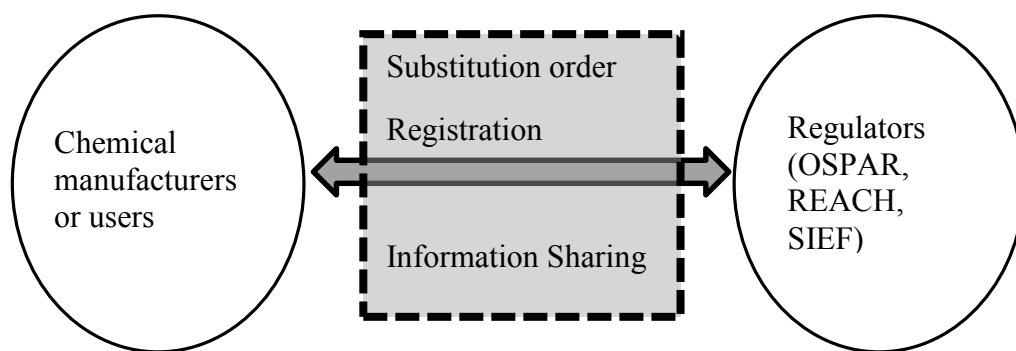 Chemical
manufacturers
or users
Substitution order
Registration
Information Sharing
Regulators
(OSPAR,
REACH,
SIEF)